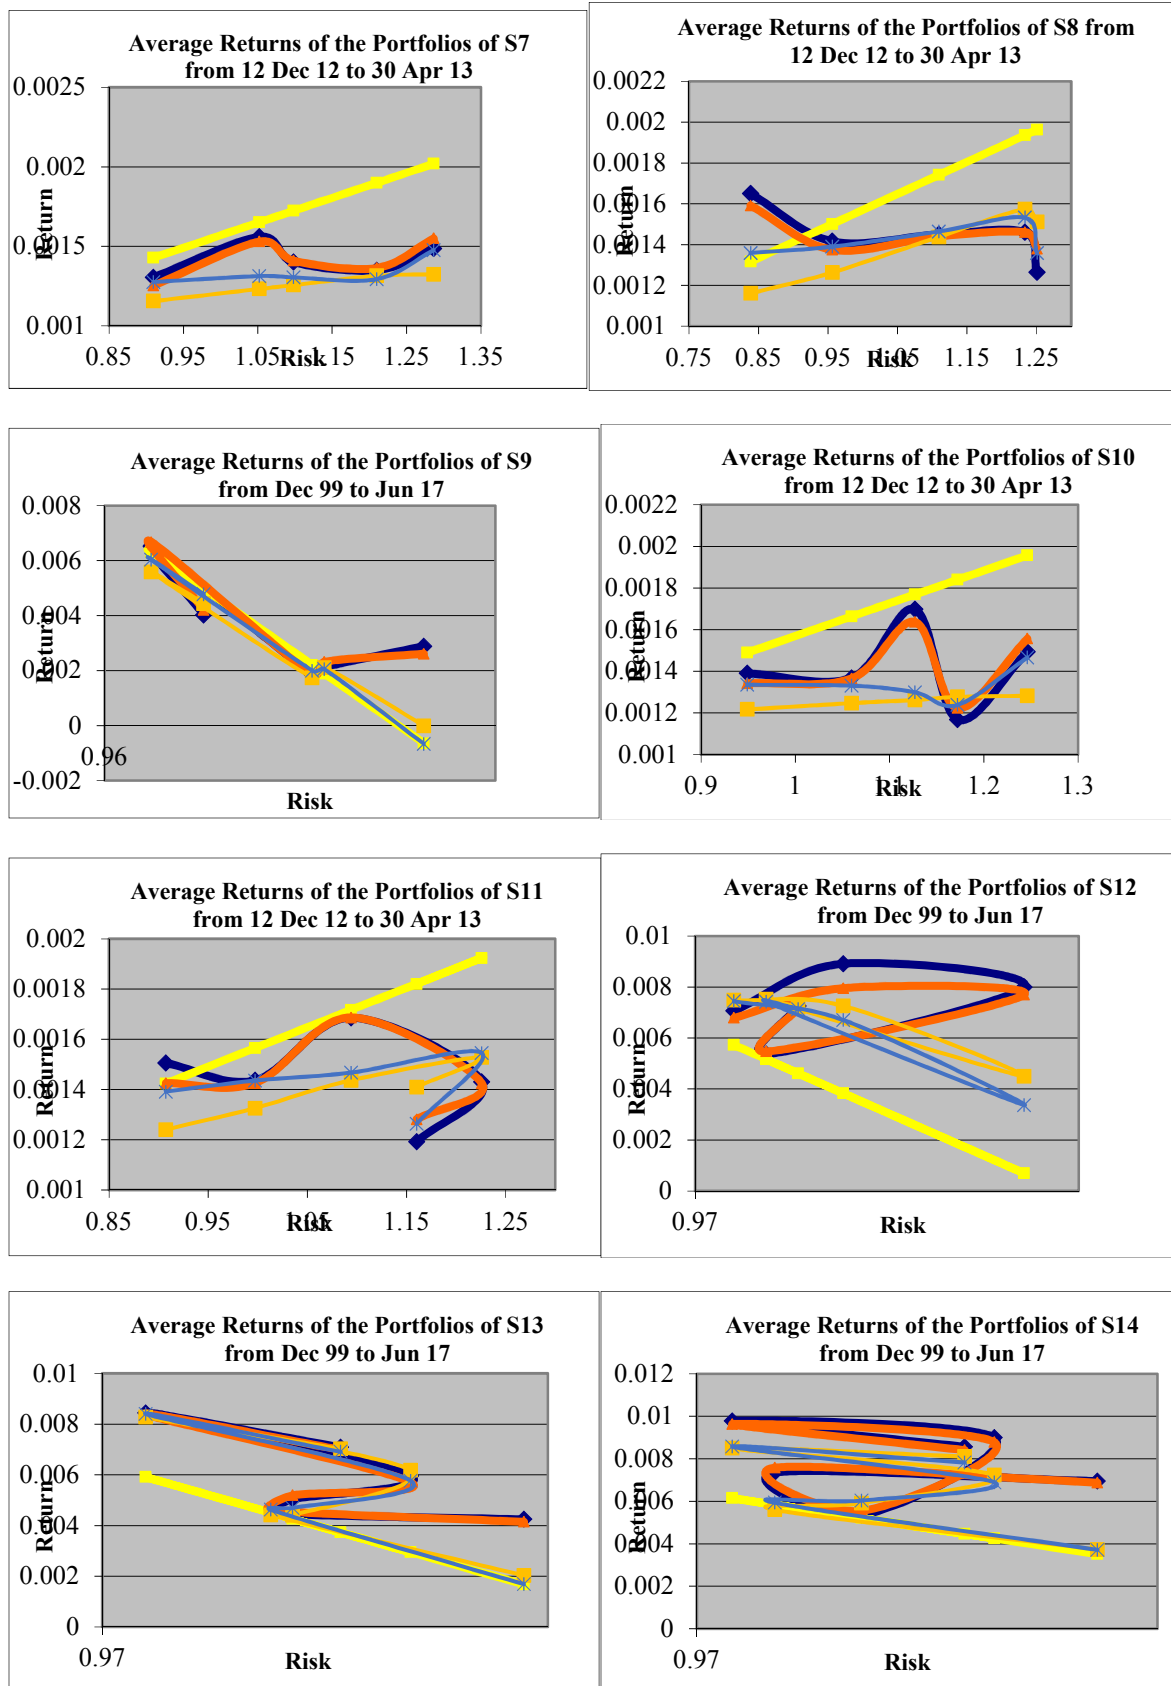 Average Returns of the Portfolios of S7
from 12 Dec 12 to 30 Apr 13
0.0025
0.002
0.0015
0.001
Return
0.85 0.95 1.05 1.15 1.25 1.35
Risk
Average Returns of the Portfolios of S8 from
12 Dec 12 to 30 Apr 13
0.0022
0.002
0.0018
0.0016
0.0014
0.0012
0.001
Return
0.75 0.85 0.95 1.05 1.15 1.25
Risk
Average Returns of the Portfolios of S9
from Dec 99 to Jun 17
0.008
0.006
0.004
0.002
0
-0.002
Return
0.96
Risk
Average Returns of the Portfolios of S10
from 12 Dec 12 to 30 Apr 13
0.0022
0.002
0.0018
0.0016
0.0014
0.0012
0.001
Return
0.9 1 1.1 1.2 1.3
Risk
Average Returns of the Portfolios of S11
from 12 Dec 12 to 30 Apr 13
0.002
0.0018
0.0016
0.0014
0.0012
0.001
Return
0.85 0.95 1.05 1.15 1.25
Risk
Average Returns of the Portfolios of S12
from Dec 99 to Jun 17
0.01
0.008
0.006
0.004
0.002
0
Return
0.97
Risk
Average Returns of the Portfolios of S13
from Dec 99 to Jun 17
0.01
0.008
0.006
0.004
0.002
0
Return
0.97
Risk
Average Returns of the Portfolios of S14
from Dec 99 to Jun 17
0.012
0.01
0.008
0.006
0.004
0.002
0
Return
0.97
Risk